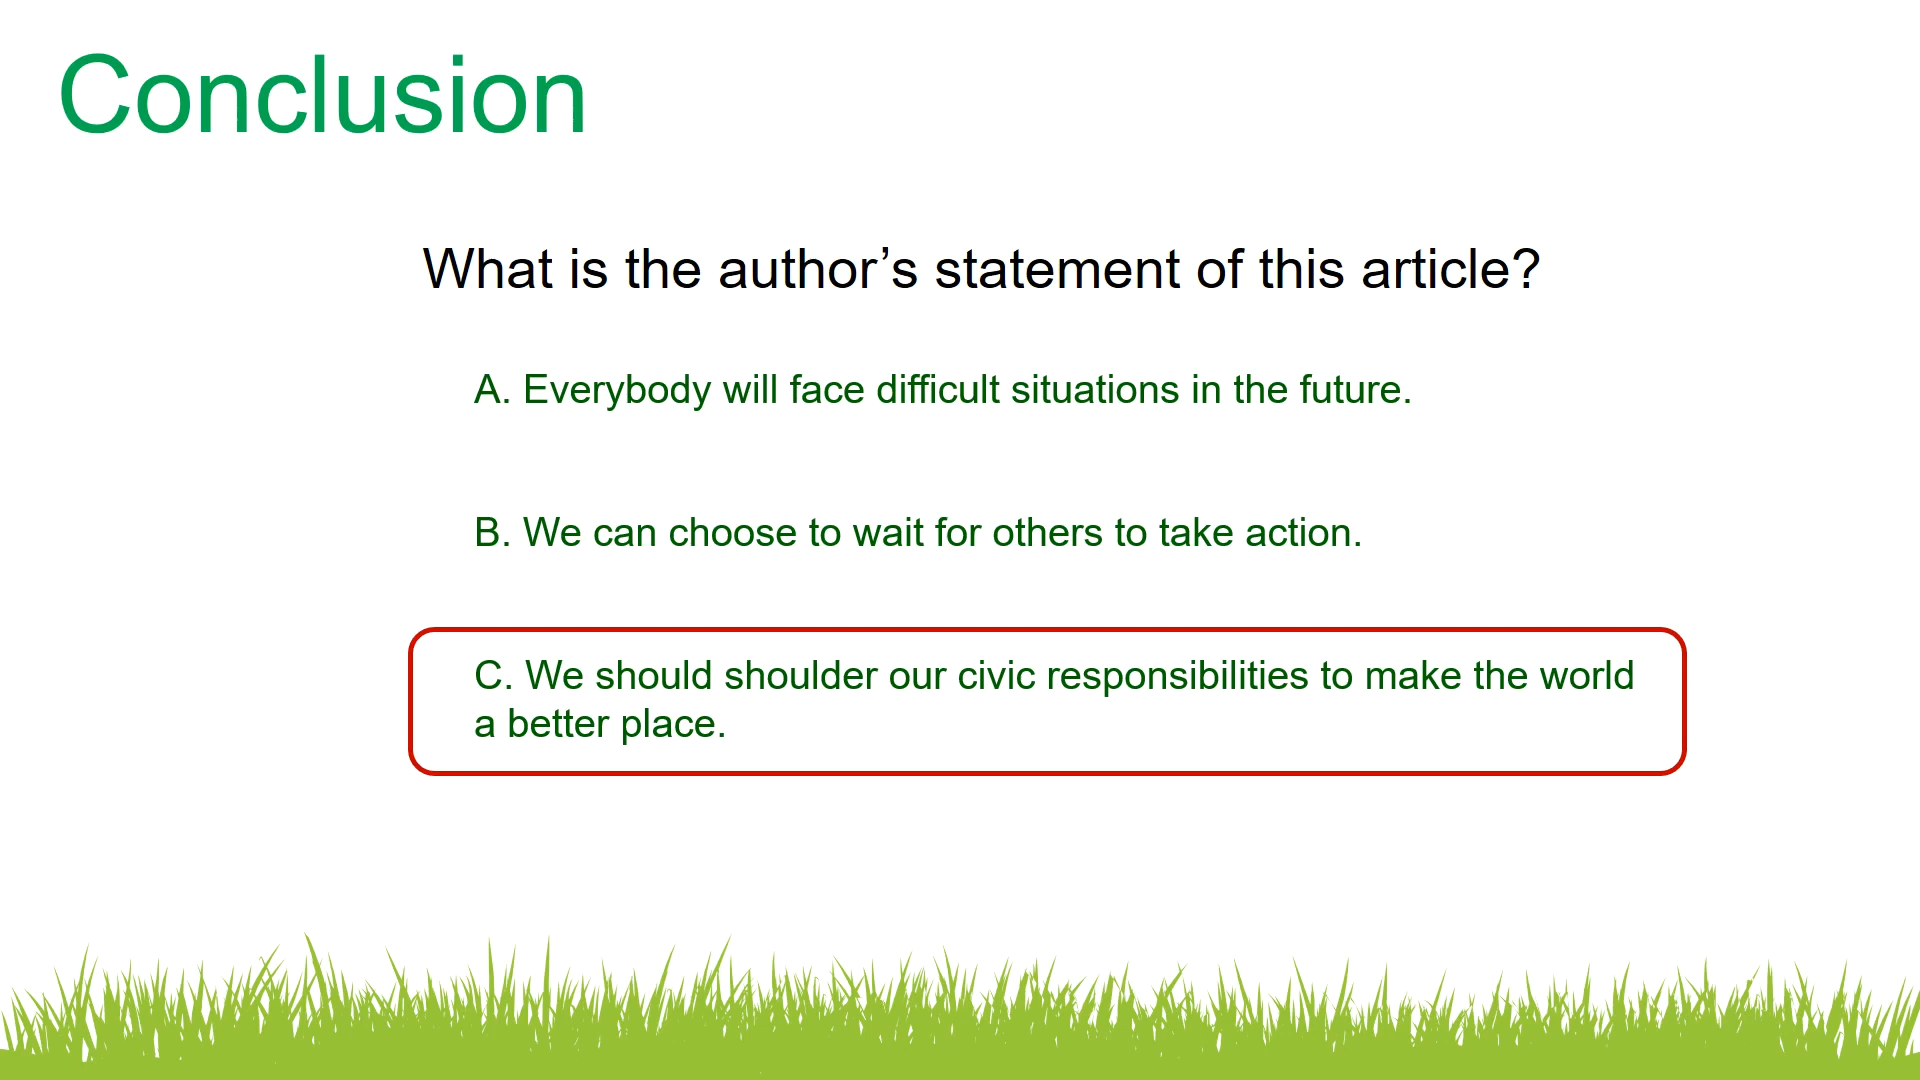 Conclusion
What is the author’s statement of this article?
A. Everybody will face difficult situations in the future.
B. We can choose to wait for others to take action.
C. We should shoulder our civic responsibilities to make the world
a better place.